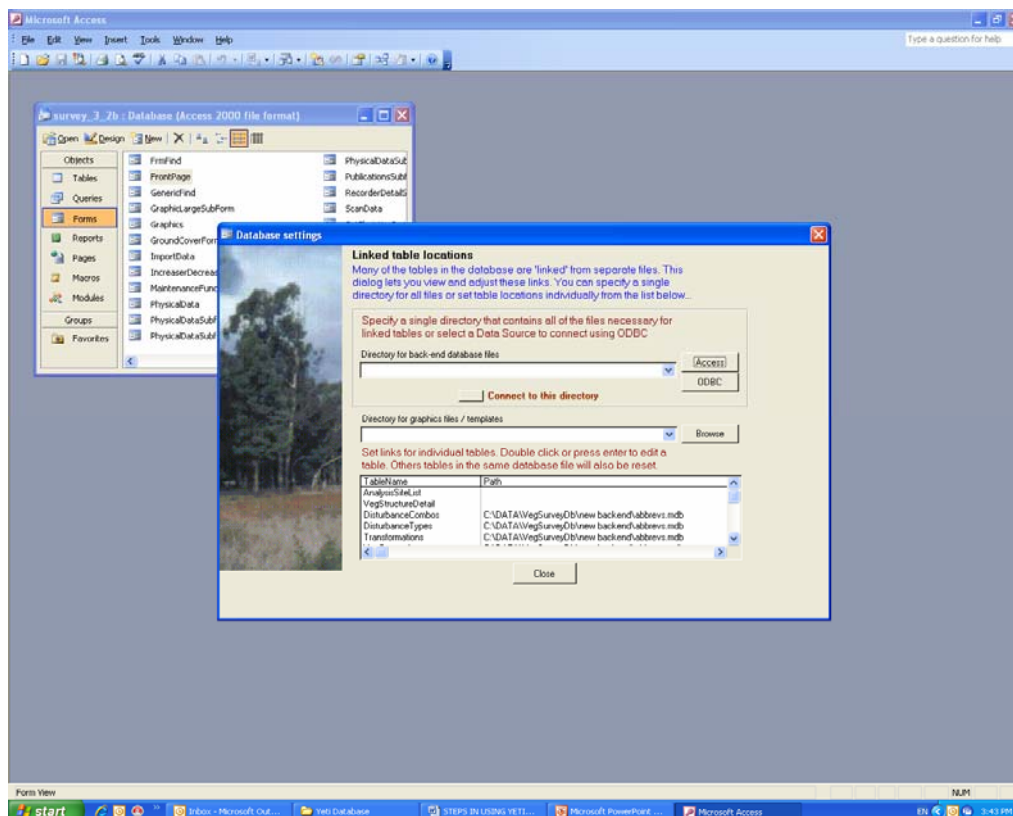 Microsoft Access
File Edit View Insert Tools Window Help
Type a question for help
survey_3_2b : Database (Access 2000 file format)
Open Design New
Objects
Tables
Queries
Forms
Reports
Pages
Macros
Modules
Groups
Favorites
FrmFind
FrontPage
GenericFind
GraphicLargeSubForm
Graphics
GroundCoverForm
ImportData
IncreaserDecreas
MaintenanceFunc
PhysicalData
PhysicalDataSubf
PhysicalDataSubf
PhysicalDataSub
PublicationsSubf
RecorderDetailS
ScanData
Database settings
Linked table locations
Many of the tables in the database are 'linked' from separate files. This
dialog lets you view and adjust these links. You can specify a single
directory for all files or set table locations individually from the list below...
Specify a single directory that contains all of the files necessary for
linked tables or select a Data Source to connect using ODBC
Directory for back-end database files
Access
ODBC
Connect to this directory
Directory for graphics files / templates
Browse
Set links for individual tables. Double click or press enter to edit a
table. Others tables in the same database file will also be reset.
TableName Path
AnalysisSiteList
VegStructureDetail
DisturbanceCombos C:\DATA\VegSurveyDb\new backend\abbrevs.mdb
DisturbanceTypes C:\DATA\VegSurveyDb\new backend\abbrevs.mdb
Transformations C:\DATA\VegSurveyDb\new backend\abbrevs.mdb
Close
Form View
NUM
start
Inbox - Microsoft Out...
Yeti Database
STEPS IN USING YETI...
Microsoft PowerPoint ...
Microsoft Access
EN
3:43 PM